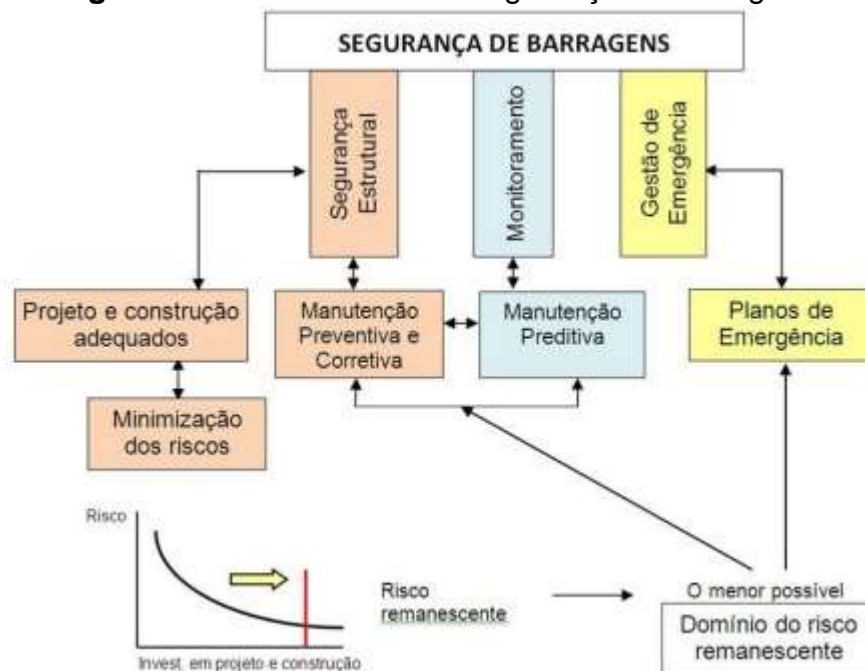 SEGURANÇA DE BARRAGENS
Segurança
Estrutural
Monitoramento
Gestão de
Emergência
Projeto e construção
adequados
Manutenção
Preventiva e
Corretiva
Manutenção
Preditiva
Planos de
Emergência
Minimização
dos riscos
Risco
Invest. em projeto e construção
Risco
remanescente
O menor possível
Domínio do risco
remanescente